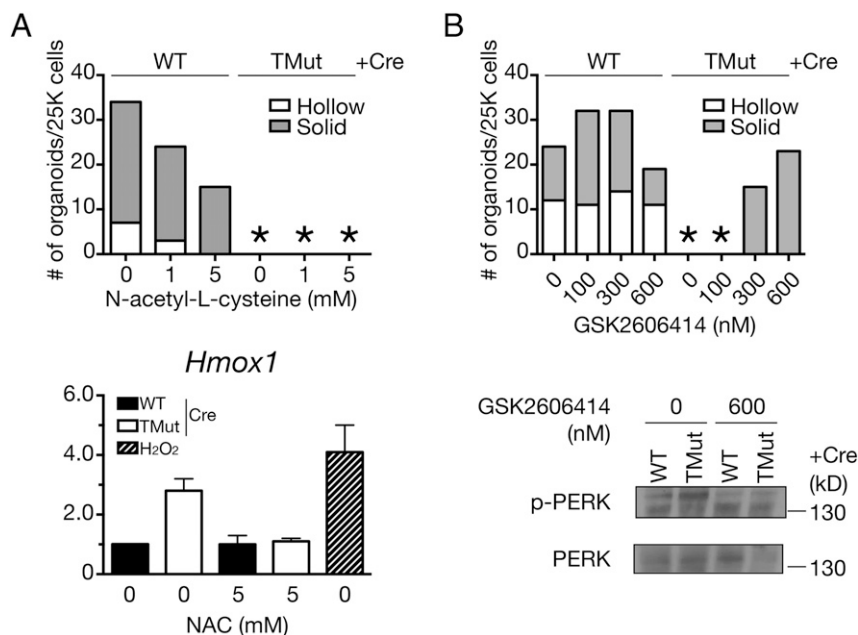 A
WT TMut +Cre
# of organoids/25K cells
40
30
20
10
0
Hollow
Solid
* * *
0 1 5 0 1 5
N-acetyl-L-cysteine (mM)
Hmox1
6.0
4.0
2.0
0
WT
TMut
Cre
H2O2
0 0 5 5 0
NAC (mM)
B
WT TMut +Cre
# of organoids/25K cells
40
30
20
10
0
Hollow
Solid
* *
0 100 300 600 0 100 300 600
GSK2606414 (nM)
GSK2606414 (nM)
0 600
WT TMut WT TMut
+Cre
(kD)
p-PERK
130
PERK
130